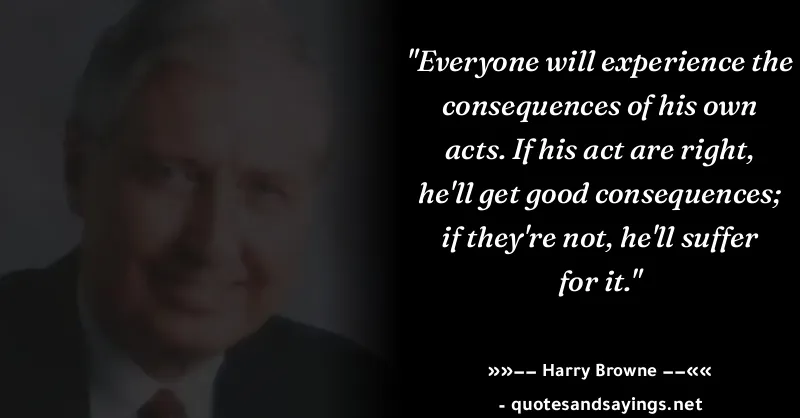 "Everyone will experience the
consequences of his own
acts. If his act are right,
he'll get good consequences;
if they're not, he'll suffer
for it."
»»–– Harry Browne ––««
- quotesandsayings.net